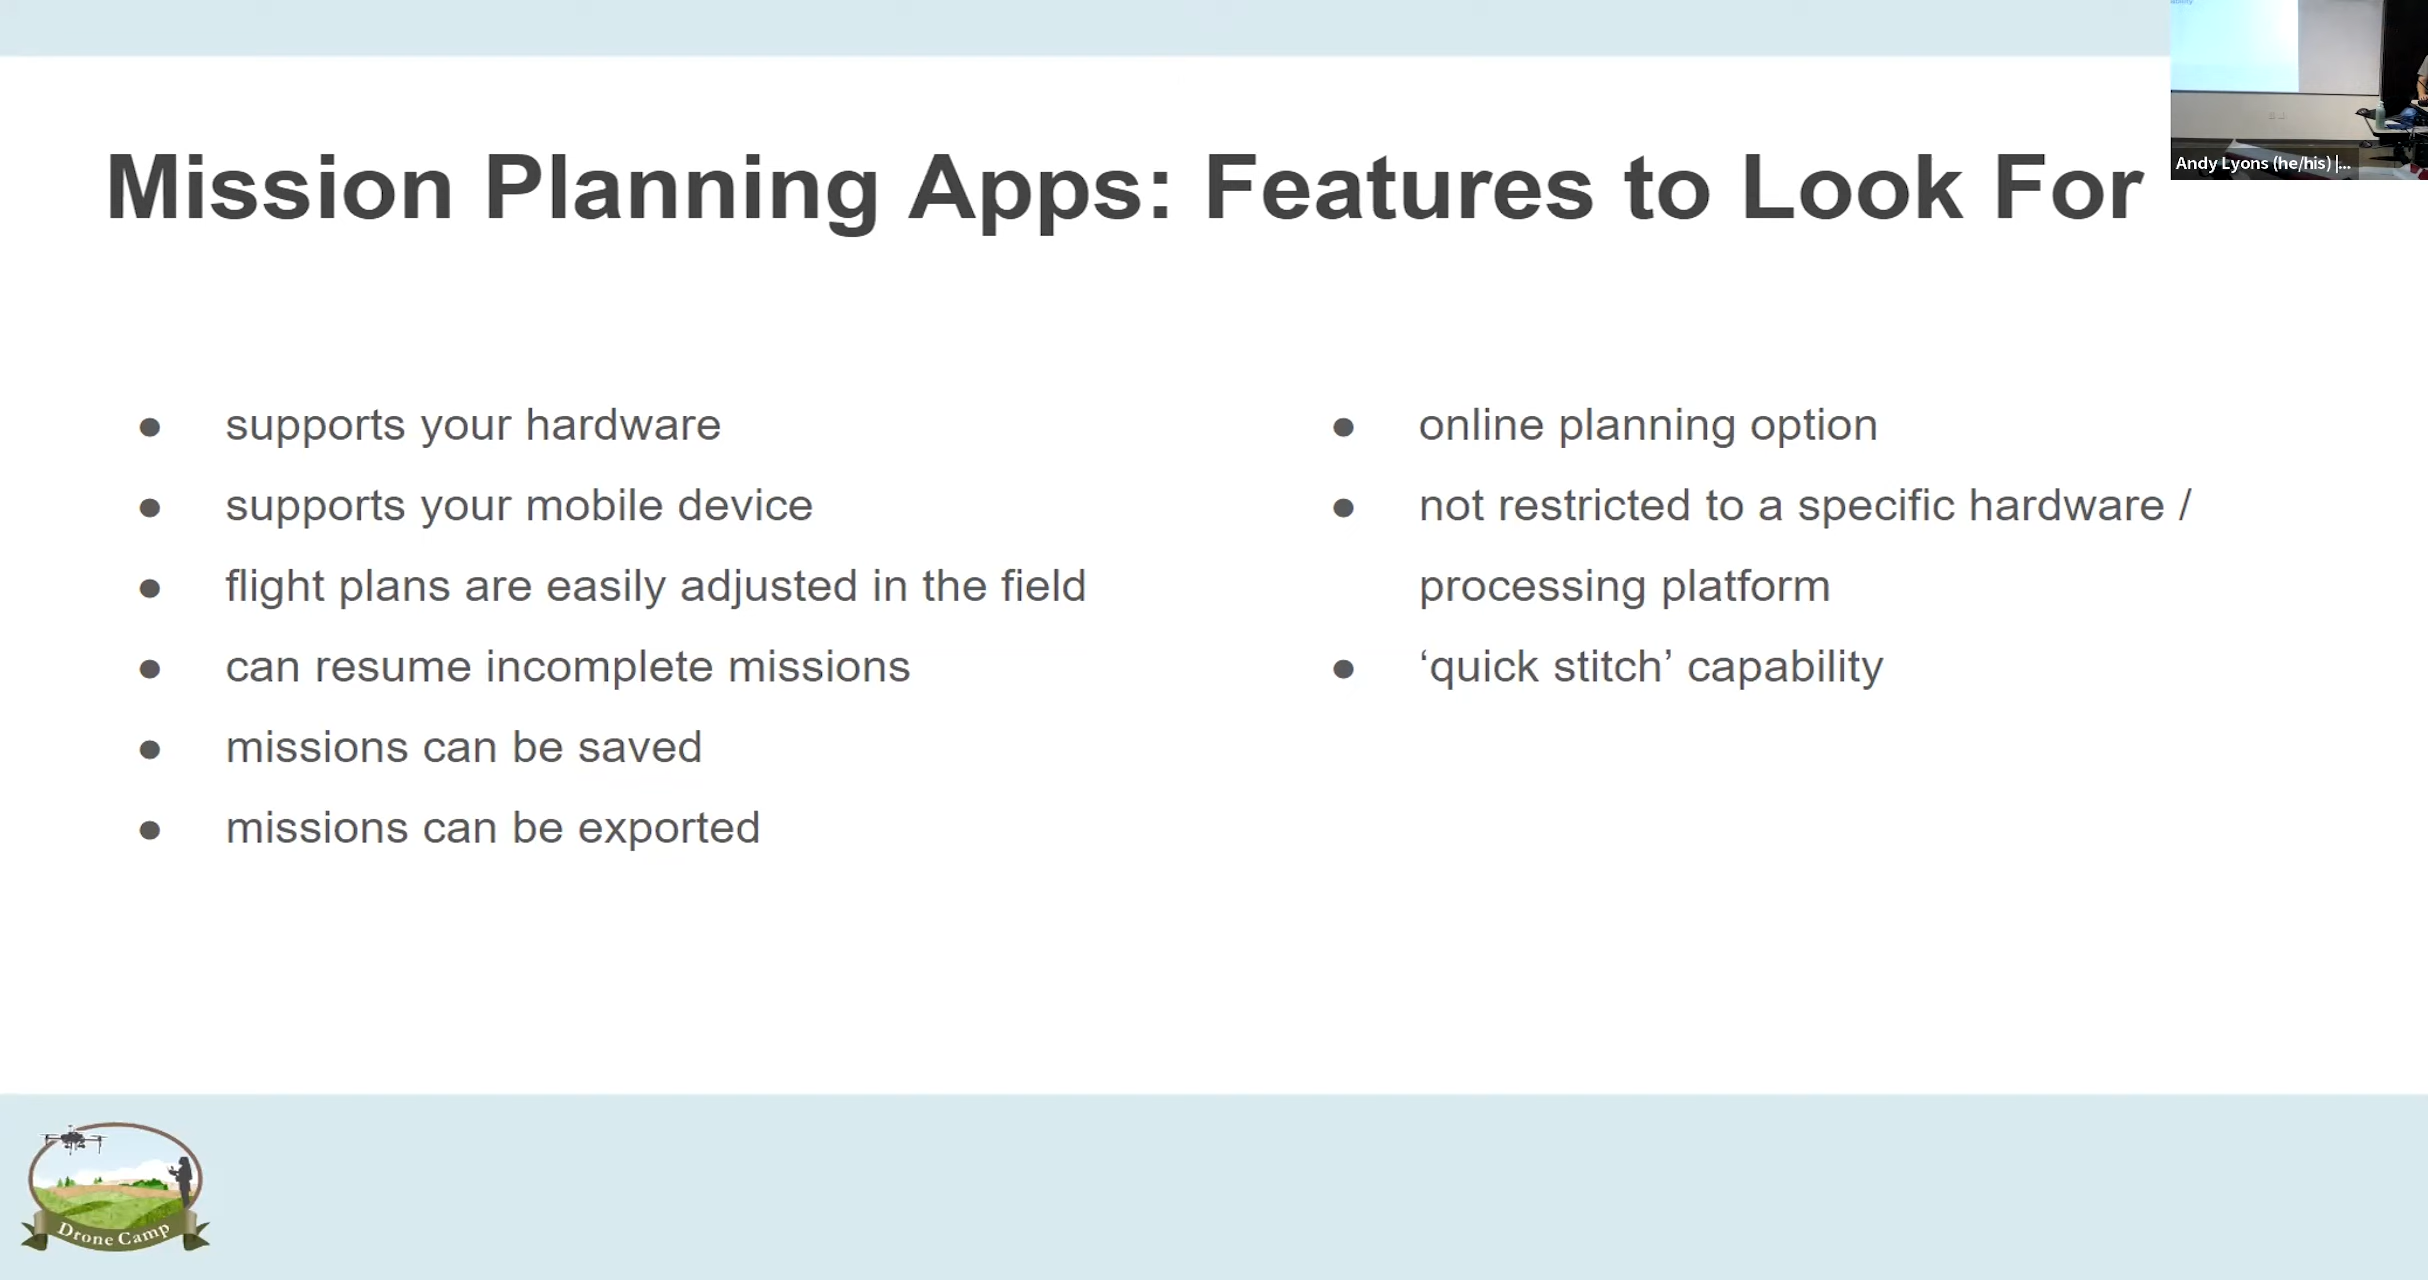 Mission Planning Apps: Features to Look For
Andy Lyons (he/his) |...
● supports your hardware
● supports your mobile device
● flight plans are easily adjusted in the field
● can resume incomplete missions
● missions can be saved
● missions can be exported
● online planning option
● not restricted to a specific hardware /
processing platform
● ‘quick stitch’ capability
Drone Camp